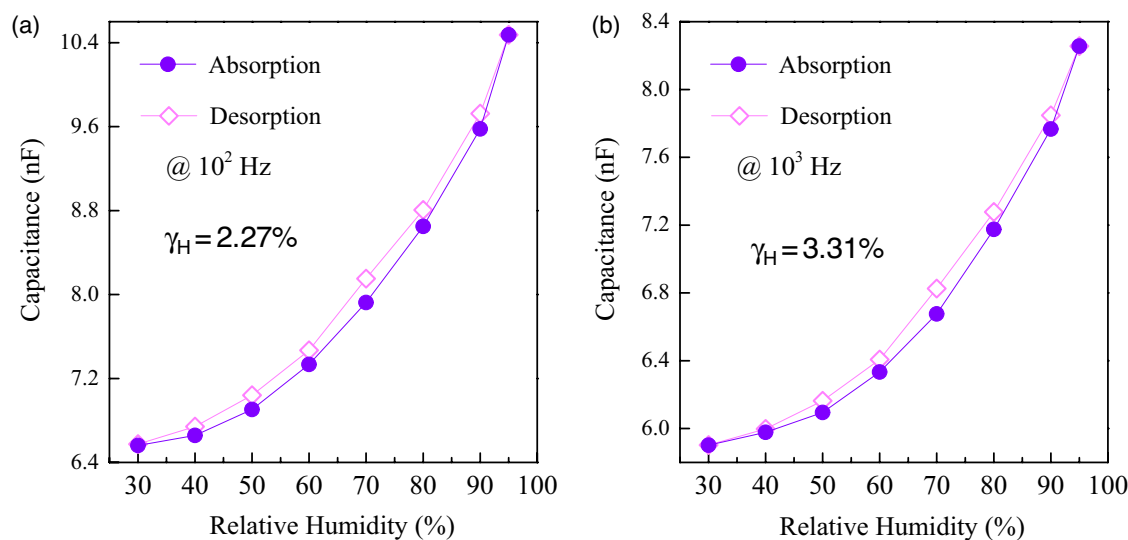 (a)
10.4
9.6
8.8
8.0
7.2
6.4
Capacitance (nF)
Absorption
Desorption
@ 10² Hz
γH = 2.27%
30 40 50 60 70 80 90 100
Relative Humidity (%)
(b)
8.4
8.0
7.6
7.2
6.8
6.4
6.0
Capacitance (nF)
Absorption
Desorption
@ 10³ Hz
γH = 3.31%
30 40 50 60 70 80 90 100
Relative Humidity (%)